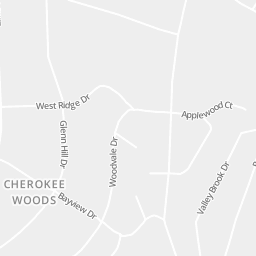 West Ridge Dr
Applewood Ct
Glenn Hill Dr
Woodvale Dr
Valley Brook Dr
CHEROKEE
WOODS
Bayview Dr